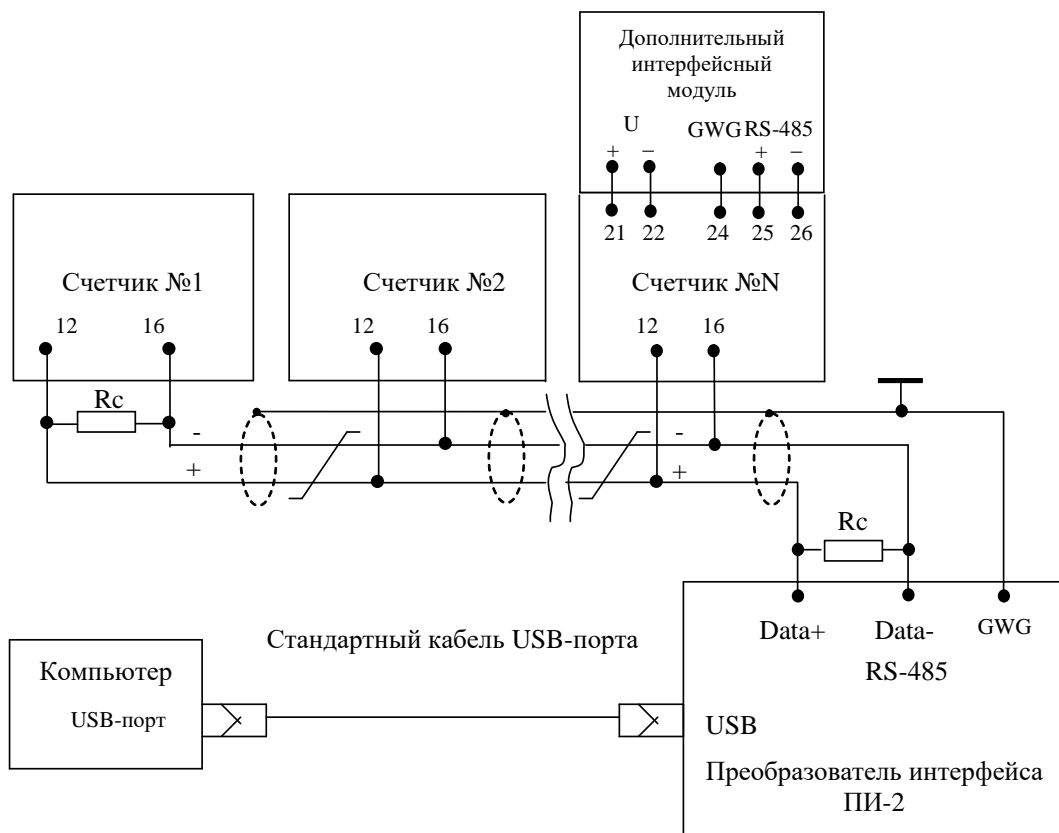 Дополнительный
интерфейсный
модуль
U GWG RS-485
+ − + −
21 22 24 25 26
Счетчик №1 Счетчик №2 Счетчик №N
12 16 12 16 12 16
Rc
- -
+ +
Rc
Data+ Data- GWG
RS-485
Стандартный кабель USB-порта
Компьютер
USB-порт
USB
Преобразователь интерфейса
ПИ-2